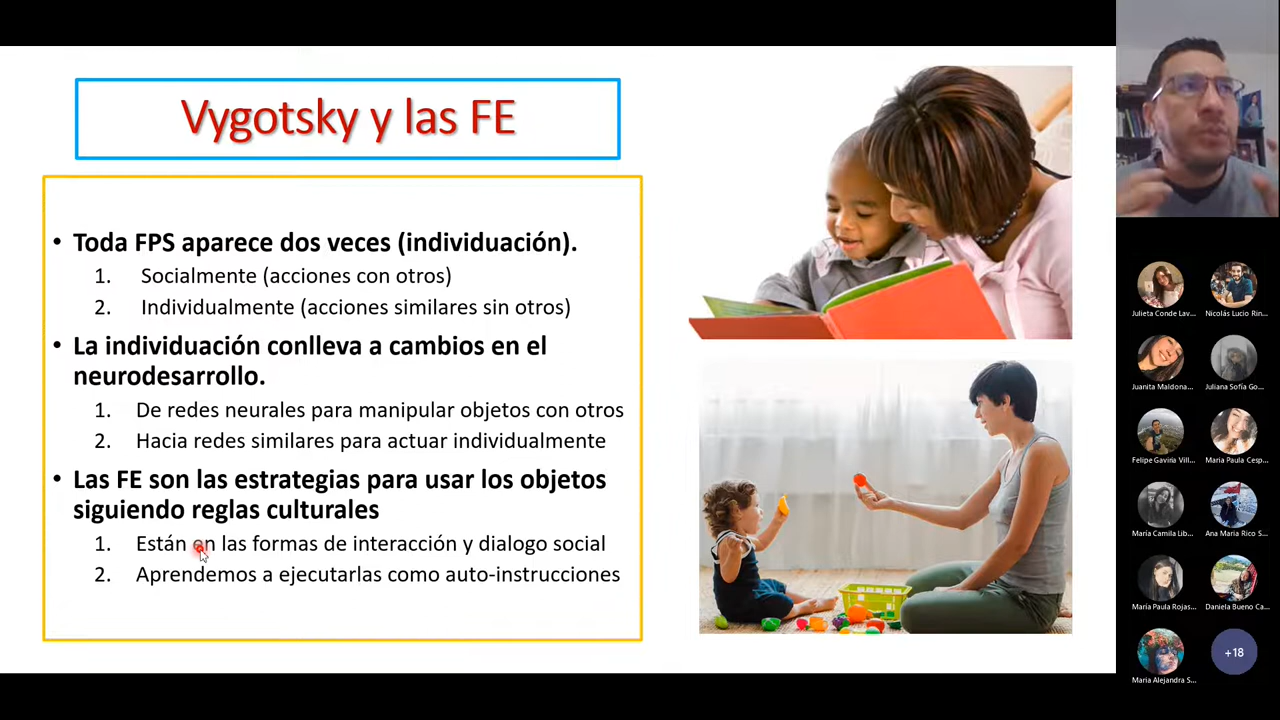 Vygotsky y las FE
• Toda FPS aparece dos veces (individuación).
1. Socialmente (acciones con otros)
2. Individualmente (acciones similares sin otros)
• La individuación conlleva a cambios en el
neurodesarrollo.
1. De redes neurales para manipular objetos con otros
2. Hacia redes similares para actuar individualmente
• Las FE son las estrategias para usar los objetos
siguiendo reglas culturales
1. Están en las formas de interacción y dialogo social
2. Aprendemos a ejecutarlas como auto-instrucciones
Julieta Conde Lav... Nicolás Lucio Rin...
Juanita Maldona... Juliana Sofía Go...
Felipe Gaviria Vill... Maria Paula Cesp...
María Camila Lib... Ana Maria Rico S...
María Paula Rojas... Daniela Bueno Ca...
Maria Alejandra S... +18